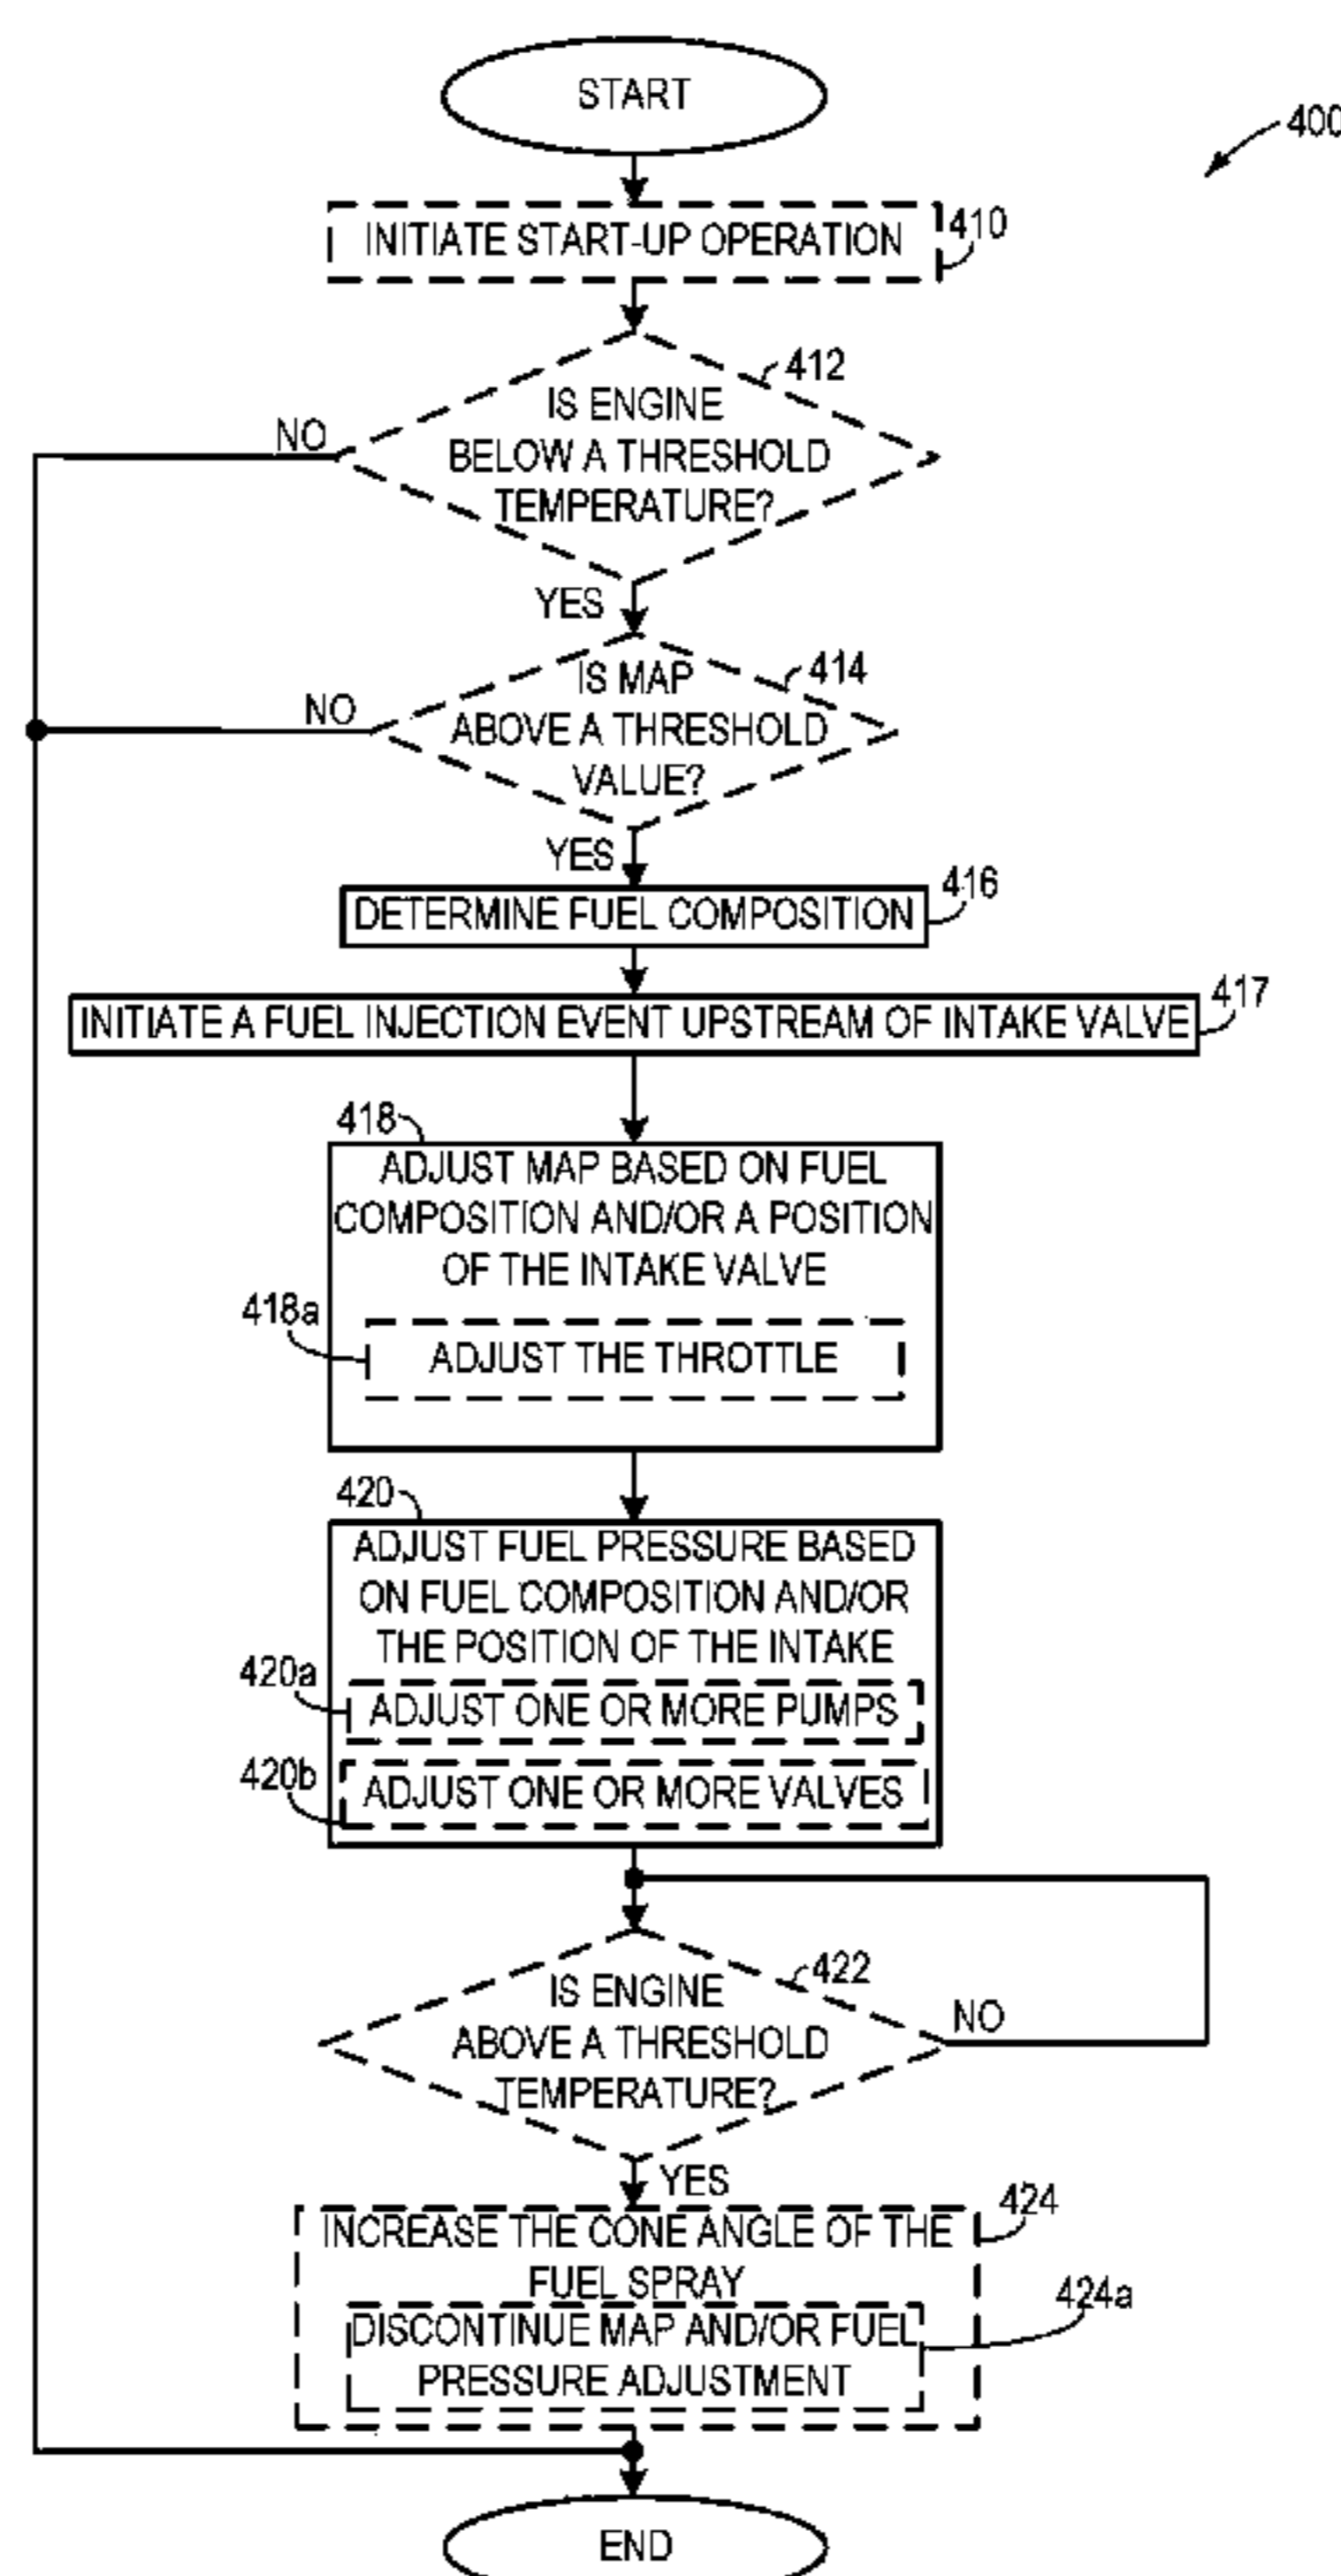 START
400
INITIATE START-UP OPERATION
410
412
IS ENGINE
BELOW A THRESHOLD
TEMPERATURE?
NO
YES
414
IS MAP
ABOVE A THRESHOLD
VALUE?
NO
YES
416
DETERMINE FUEL COMPOSITION
417
INITIATE A FUEL INJECTION EVENT UPSTREAM OF INTAKE VALVE
418
ADJUST MAP BASED ON FUEL
COMPOSITION AND/OR A POSITION
OF THE INTAKE VALVE
418a
ADJUST THE THROTTLE
420
ADJUST FUEL PRESSURE BASED
ON FUEL COMPOSITION AND/OR
THE POSITION OF THE INTAKE
420a
ADJUST ONE OR MORE PUMPS
420b
ADJUST ONE OR MORE VALVES
422
IS ENGINE
ABOVE A THRESHOLD
TEMPERATURE?
NO
YES
424
INCREASE THE CONE ANGLE OF THE
FUEL SPRAY
424a
DISCONTINUE MAP AND/OR FUEL
PRESSURE ADJUSTMENT
END